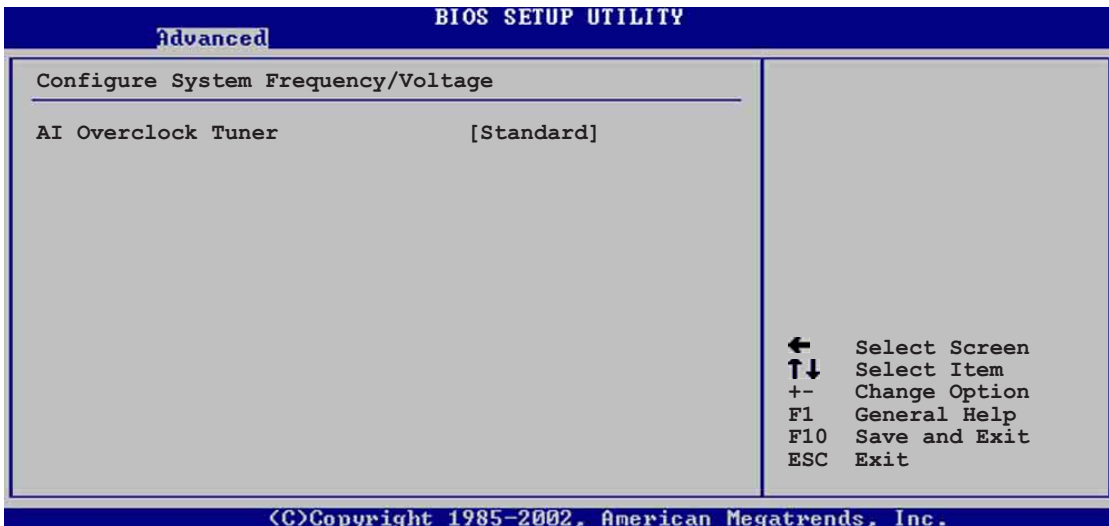 BIOS SETUP UTILITY
Advanced
Configure System Frequency/Voltage
AI Overclock Tuner [Standard]
← Select Screen
↑↓ Select Item
+- Change Option
F1 General Help
F10 Save and Exit
ESC Exit
(C)Copyright 1985-2002, American Megatrends, Inc.